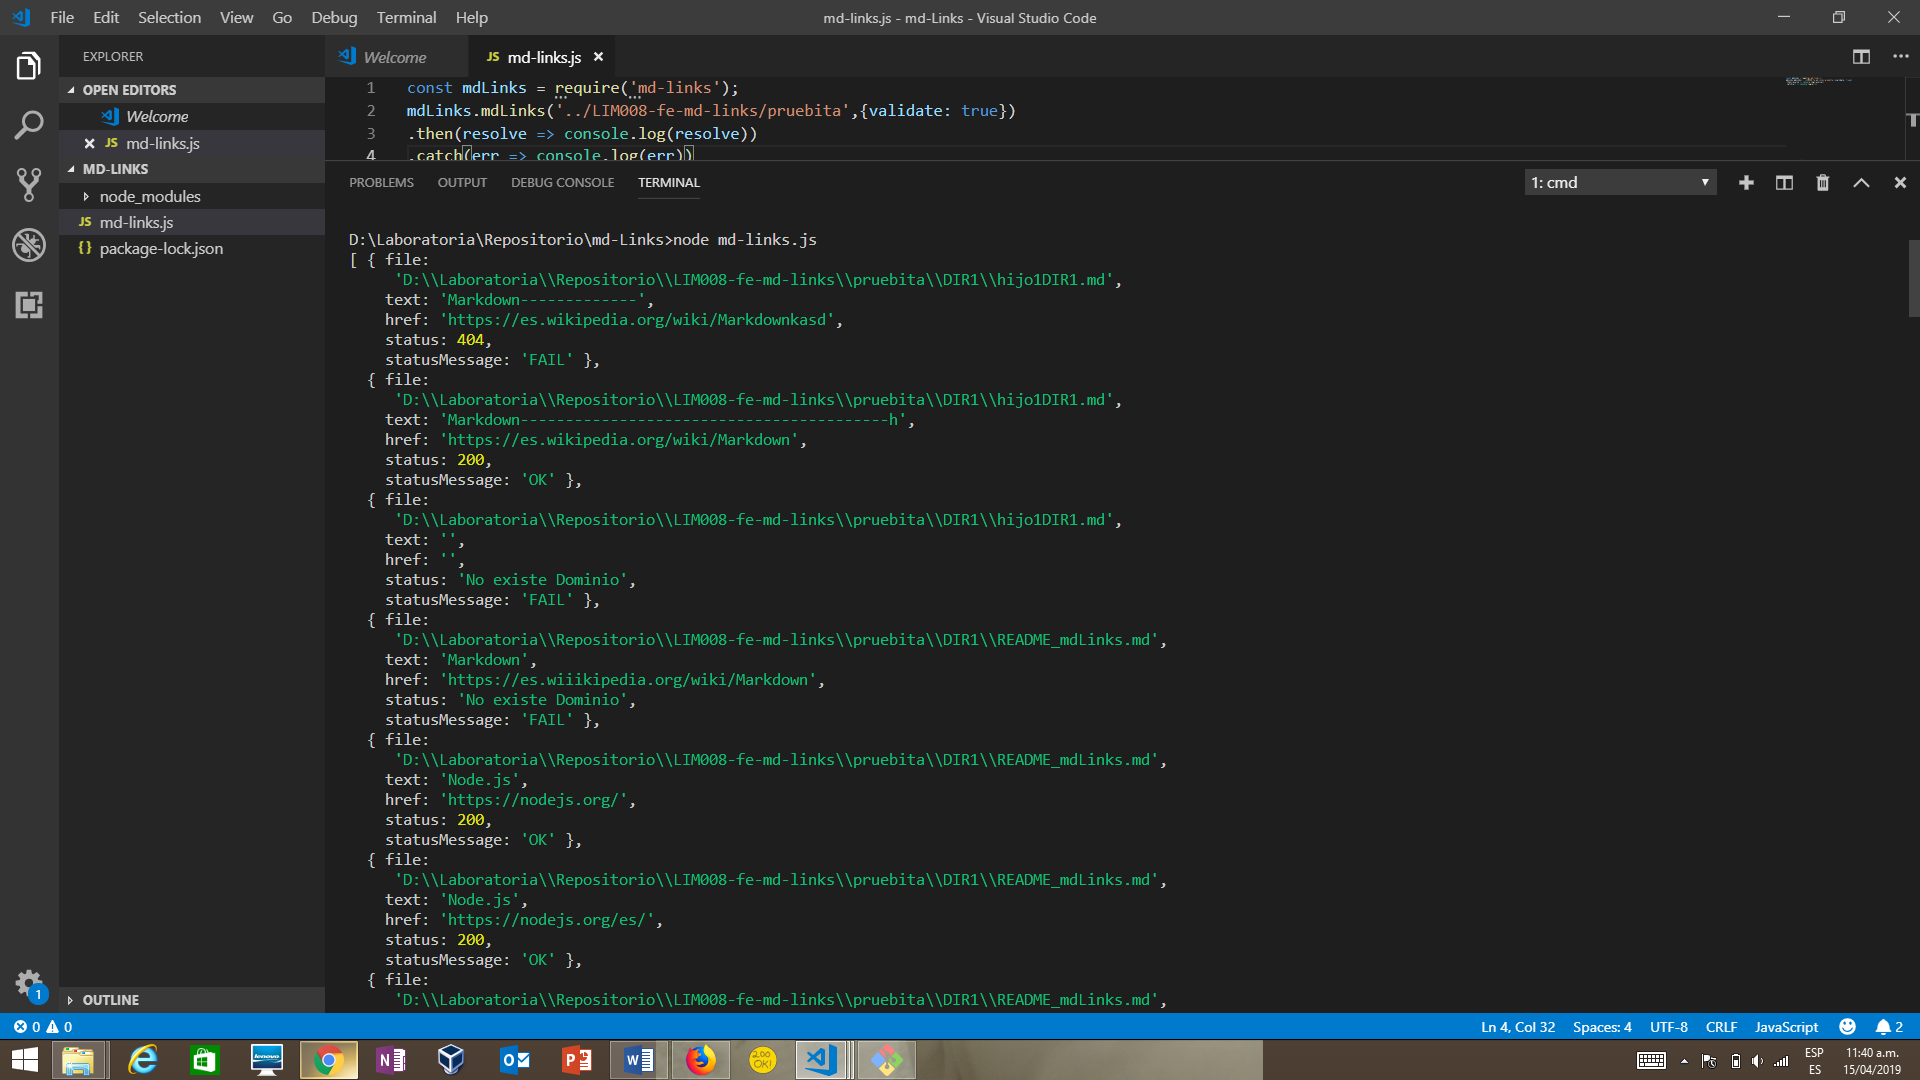 File Edit Selection View Go Debug Terminal Help
md-links.js - md-Links - Visual Studio Code
EXPLORER
OPEN EDITORS
Welcome
JS md-links.js
MD-LINKS
node_modules
JS md-links.js
{} package-lock.json
OUTLINE
1
Welcome
JS md-links.js
1 const mdLinks = require('md-links');
2 mdLinks.mdLinks('../LIM008-fe-md-links/pruebita',{validate: true})
3 .then(resolve => console.log(resolve))
4 .catch(err => console.log(err))
PROBLEMS OUTPUT DEBUG CONSOLE TERMINAL
1: cmd
D:\Laboratoria\Repositorio\md-Links>node md-links.js
[ { file:
'D:\\Laboratoria\\Repositorio\\LIM008-fe-md-links\\pruebita\\DIR1\\hijo1DIR1.md',
text: 'Markdown-------------',
href: 'https://es.wikipedia.org/wiki/Markdownkasd',
status: 404,
statusMessage: 'FAIL' },
{ file:
'D:\\Laboratoria\\Repositorio\\LIM008-fe-md-links\\pruebita\\DIR1\\hijo1DIR1.md',
text: 'Markdown-----------------------------------------h',
href: 'https://es.wikipedia.org/wiki/Markdown',
status: 200,
statusMessage: 'OK' },
{ file:
'D:\\Laboratoria\\Repositorio\\LIM008-fe-md-links\\pruebita\\DIR1\\hijo1DIR1.md',
text: '',
href: '',
status: 'No existe Dominio',
statusMessage: 'FAIL' },
{ file:
'D:\\Laboratoria\\Repositorio\\LIM008-fe-md-links\\pruebita\\DIR1\\README_mdLinks.md',
text: 'Markdown',
href: 'https://es.wiiikipedia.org/wiki/Markdown',
status: 'No existe Dominio',
statusMessage: 'FAIL' },
{ file:
'D:\\Laboratoria\\Repositorio\\LIM008-fe-md-links\\pruebita\\DIR1\\README_mdLinks.md',
text: 'Node.js',
href: 'https://nodejs.org/',
status: 200,
statusMessage: 'OK' },
{ file:
'D:\\Laboratoria\\Repositorio\\LIM008-fe-md-links\\pruebita\\DIR1\\README_mdLinks.md',
text: 'Node.js',
href: 'https://nodejs.org/es/',
status: 200,
statusMessage: 'OK' },
{ file:
'D:\\Laboratoria\\Repositorio\\LIM008-fe-md-links\\pruebita\\DIR1\\README_mdLinks.md',
0 0
Ln 4, Col 32 Spaces: 4 UTF-8 CRLF JavaScript 2
lenovo
ESP
ES
11:40 a.m.
15/04/2019